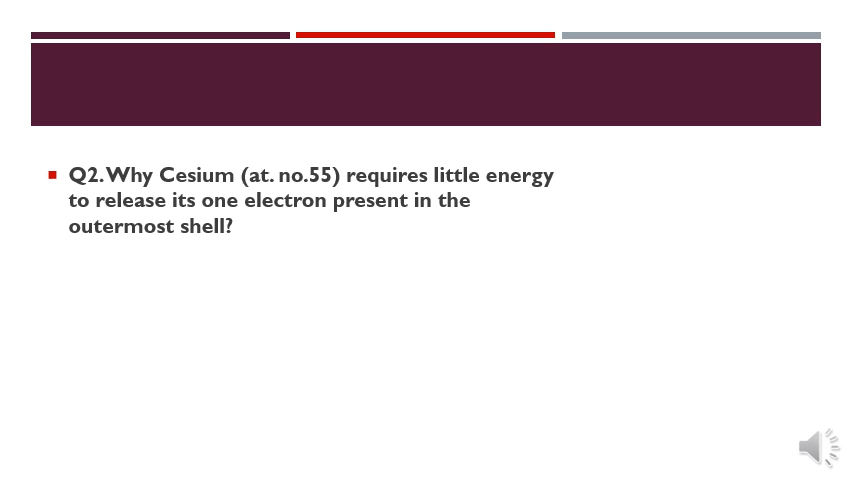 Q2. Why Cesium (at. no.55) requires little energy
to release its one electron present in the
outermost shell?